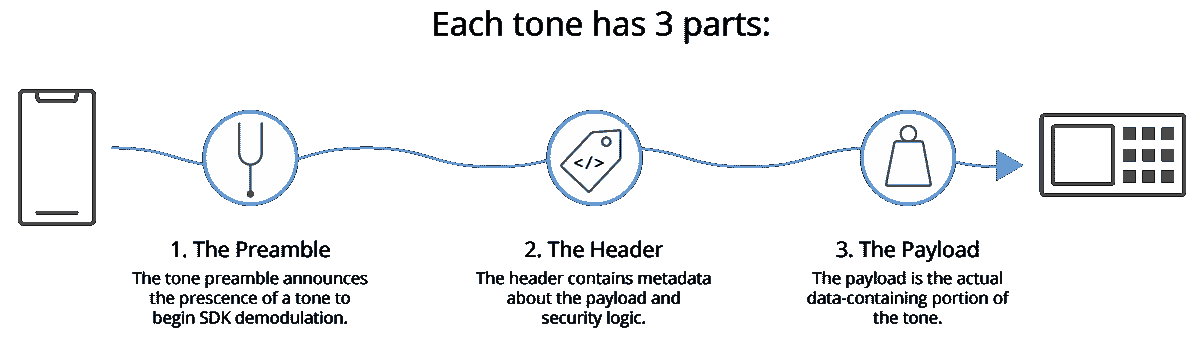 Each tone has 3 parts:
</>
1. The Preamble
The tone preamble announces
the prescence of a tone to
begin SDK demodulation.
2. The Header
The header contains metadata
about the payload and
security logic.
3. The Payload
The payload is the actual
data-containing portion of
the tone.